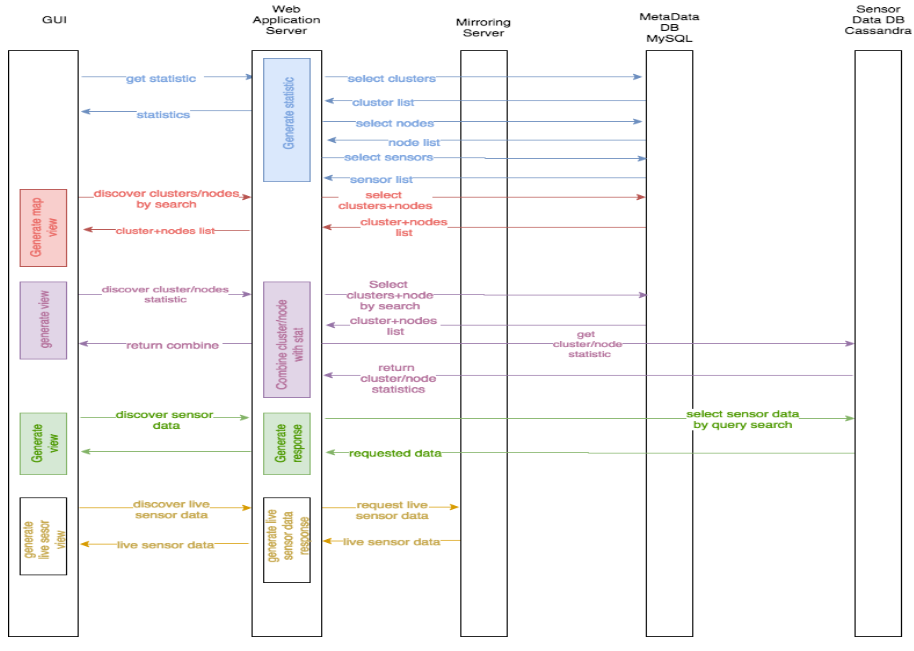 GUI
Web
Application
Server
Mirroring
Server
MetaData
DB
MySQL
Sensor
Data DB
Cassandra
get statistic
statistics
Generate statistic
select clusters
cluster list
select nodes
node list
select sensors
sensor list
Generate map
view
discover clusters/nodes
by search
cluster+nodes list
select
clusters+nodes
cluster+nodes
list
generate view
discover cluster/nodes
statistic
return combine
Combine cluster/node
with stat
Select
clusters+node
by search
cluster+nodes
list
get
cluster/node
statistic
return
cluster/node
statistics
Generate
view
discover sensor
data
Generate
response
select sensor data
by query search
requested data
generate
live sesor
view
discover live
sensor data
live sensor data
generate live
sensor data
response
request live
sensor data
live sensor data